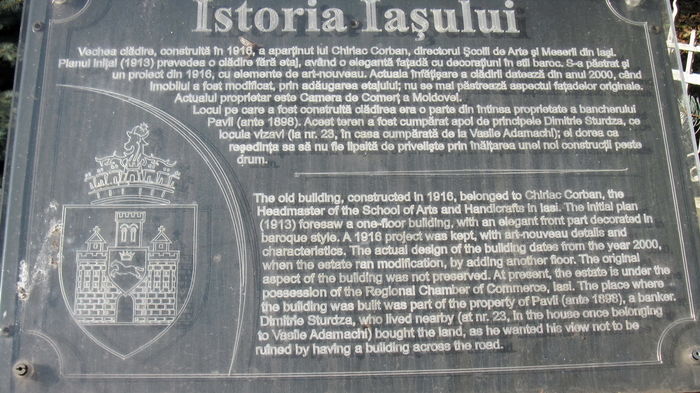 Istoria Iaşului
Vechea clădire, construită în 1916, a aparţinut lui Chiriac Corban, directorul Şcolii de Arte şi Meserii din Iaşi.
Planul iniţial (1913) prevedea o clădire fără etaj, având o elegantă faţadă cu decoraţiuni în stil baroc. S-a păstrat şi
un proiect din 1916, cu elemente de art-nouveau. Actuala înfăţişare a clădirii datează din anul 2000, când
imobilul a fost modificat, prin adăugarea etajului; nu se mai păstrează aspectul faţadelor originale.
Actualul proprietar este Camera de Comerţ a Moldovei.
Locul pe care a fost construită clădirea era o parte din întinsa proprietate a bancherului
Pavli (ante 1898). Acest teren a fost cumpărat apoi de principele Dimitrie Sturdza, ce
locuia vizavi (la nr. 23, în casa cumpărată de la Vasile Adamachi); el dorea ca
reşedinţa sa să nu fie lipsită de privelişte prin înălţarea unei noi construcţii peste
drum.
The old building, constructed in 1916, belonged to Chiriac Corban, the
Headmaster of the School of Arts and Handicrafts in Iasi. The initial plan
(1913) foresaw a one-floor building, with an elegant front part decorated in
baroque style. A 1916 project was kept, with art-nouveau details and
characteristics. The actual design of the building dates from the year 2000,
when the estate ran modification, by adding another floor. The original
aspect of the building was not preserved. At present, the estate is under the
possession of the Regional Chamber of Commerce, Iasi. The place where
the building was built was part of the property of Pavli (ante 1898), a banker.
Dimitrie Sturdza, who lived nearby (at nr. 23, in the house once belonging
to Vasile Adamachi) bought the land, as he wanted his view not to be
ruined by having a building across the road.